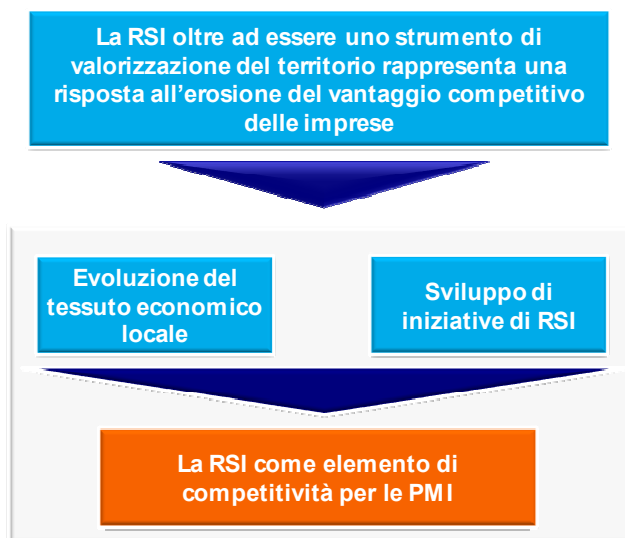 La RSI oltre ad essere uno strumento di
valorizzazione del territorio rappresenta una
risposta all'erosione del vantaggio competitivo
delle imprese
Evoluzione del
tessuto economico
locale
Sviluppo di
iniziative di RSI
La RSI come elemento di
competitività per le PMI